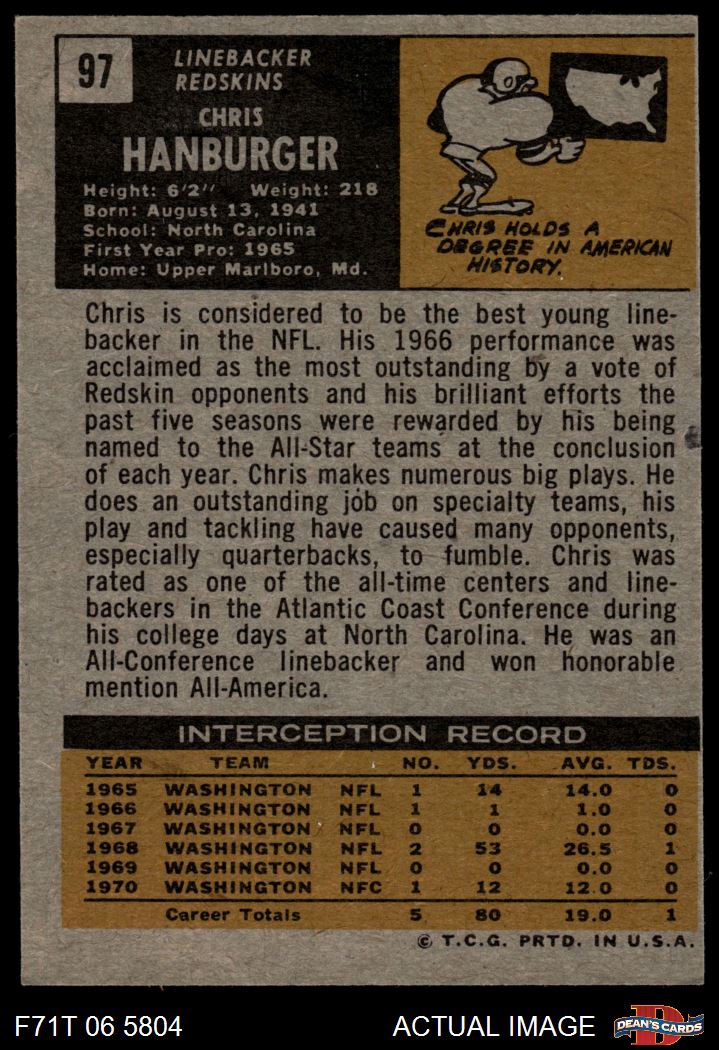 97
LINEBACKER
REDSKINS
CHRIS
HANBURGER
Height: 6'2" Weight: 218
Born: August 13, 1941
School: North Carolina
First Year Pro: 1965
Home: Upper Marlboro, Md.
CHRIS HOLDS A
DEGREE IN AMERICAN
HISTORY.
Chris is considered to be the best young line-
backer in the NFL. His 1966 performance was
acclaimed as the most outstanding by a vote of
Redskin opponents and his brilliant efforts the
past five seasons were rewarded by his being
named to the All-Star teams at the conclusion
of each year. Chris makes numerous big plays. He
does an outstanding job on specialty teams, his
play and tackling have caused many opponents,
especially quarterbacks, to fumble. Chris was
rated as one of the all-time centers and line-
backers in the Atlantic Coast Conference during
his college days at North Carolina. He was an
All-Conference linebacker and won honorable
mention All-America.
INTERCEPTION RECORD
YEAR TEAM NO. YDS. AVG. TDS.
1965 WASHINGTON NFL 1 14 14.0 0
1966 WASHINGTON NFL 1 1 1.0 0
1967 WASHINGTON NFL 0 0 0.0 0
1968 WASHINGTON NFL 2 53 26.5 1
1969 WASHINGTON NFL 0 0 0.0 0
1970 WASHINGTON NFC 1 12 12.0 0
Career Totals 5 80 19.0 1
© T.C.G. PRTD. IN U.S.A.
F71T 06 5804 ACTUAL IMAGE
D
DEAN'S CARDS